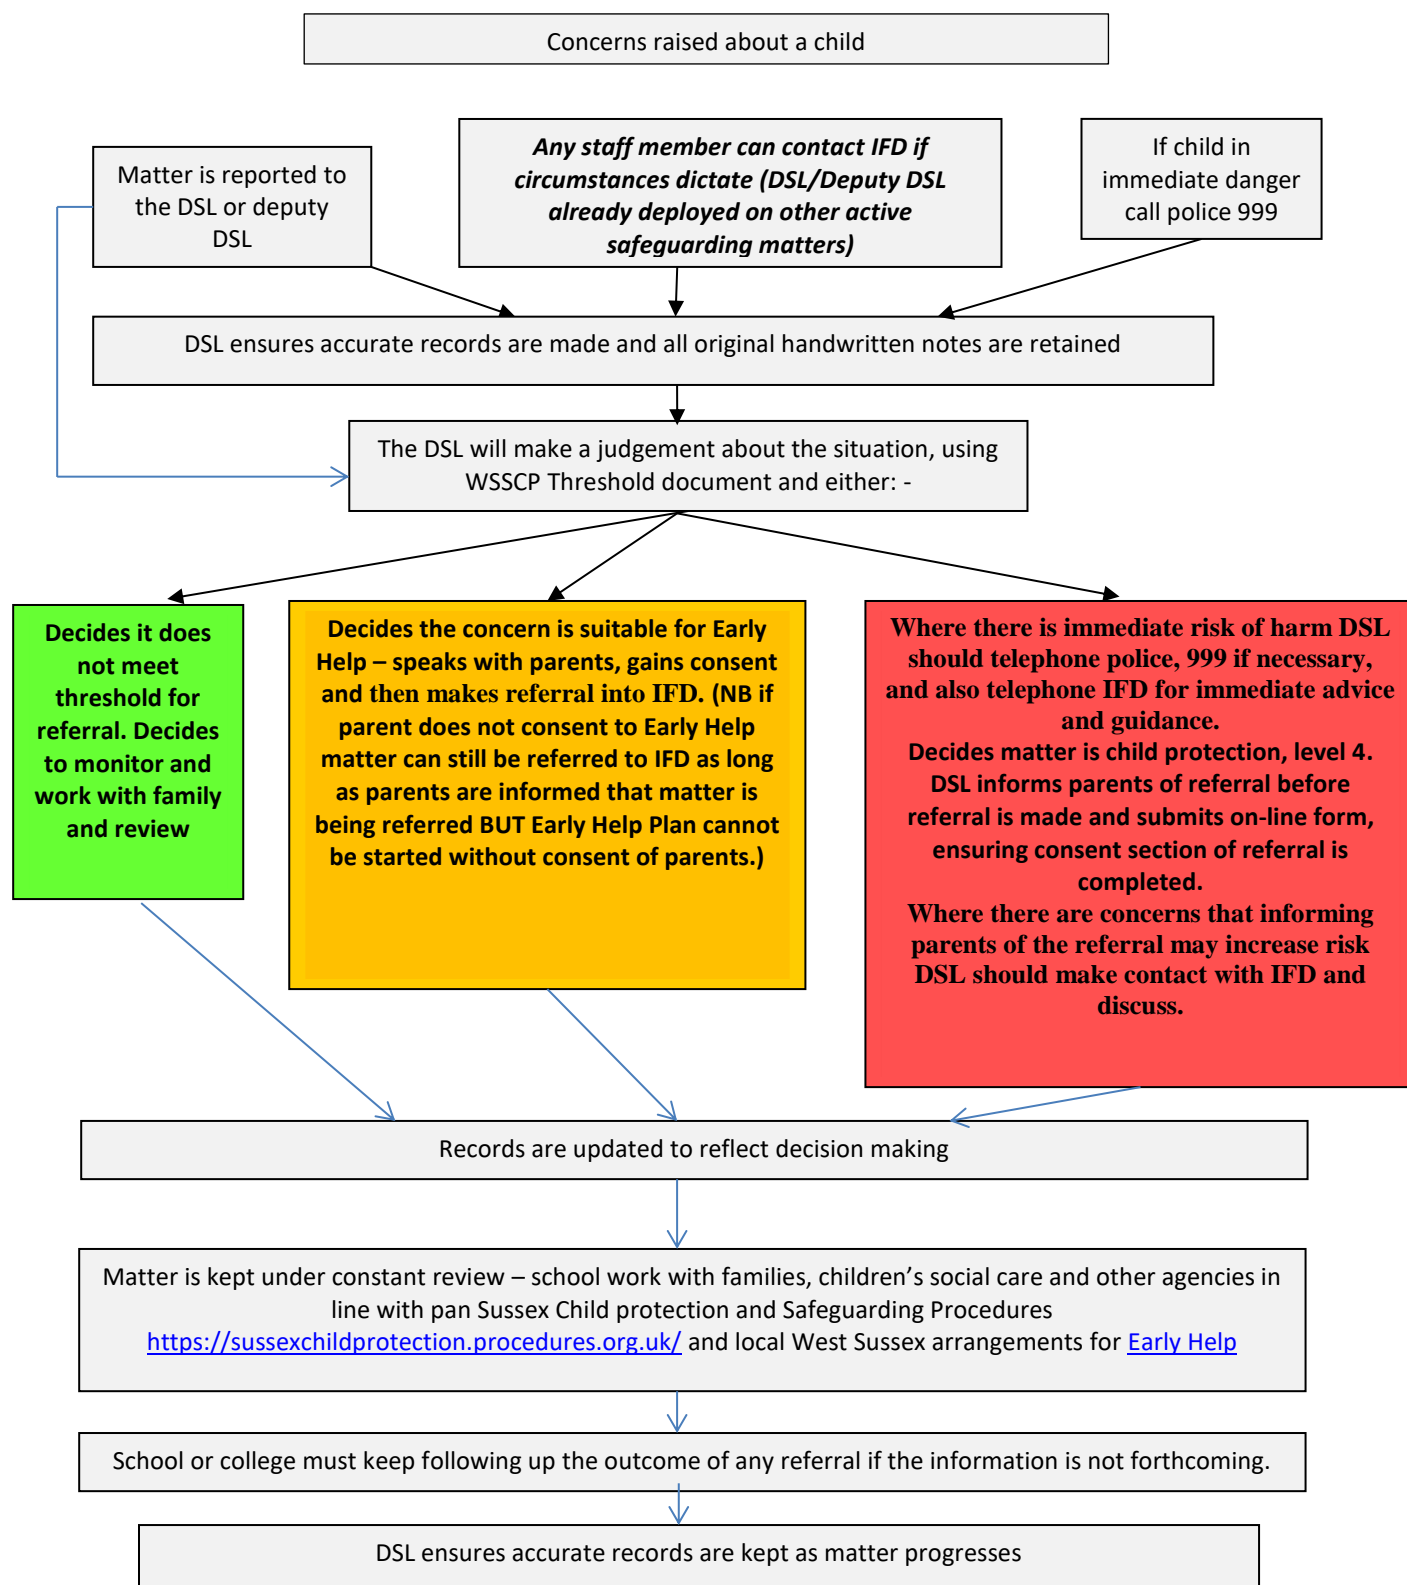 Concerns raised about a child
Matter is reported to
the DSL or deputy
DSL
Any staff member can contact IFD if
circumstances dictate (DSL/Deputy DSL
already deployed on other active
safeguarding matters)
If child in
immediate danger
call police 999
DSL ensures accurate records are made and all original handwritten notes are retained
The DSL will make a judgement about the situation, using
WSSCP Threshold document and either: -
Decides it does
not meet
threshold for
referral. Decides
to monitor and
work with family
and review
Decides the concern is suitable for Early
Help – speaks with parents, gains consent
and then makes referral into IFD. (NB if
parent does not consent to Early Help
matter can still be referred to IFD as long
as parents are informed that matter is
being referred BUT Early Help Plan cannot
be started without consent of parents.)
Where there is immediate risk of harm DSL
should telephone police, 999 if necessary,
and also telephone IFD for immediate advice
and guidance.
Decides matter is child protection, level 4.
DSL informs parents of referral before
referral is made and submits on-line form,
ensuring consent section of referral is
completed.
Where there are concerns that informing
parents of the referral may increase risk
DSL should make contact with IFD and
discuss.
Records are updated to reflect decision making
Matter is kept under constant review – school work with families, children’s social care and other agencies in
line with pan Sussex Child protection and Safeguarding Procedures
https://sussexchildprotection.procedures.org.uk/ and local West Sussex arrangements for Early Help
School or college must keep following up the outcome of any referral if the information is not forthcoming.
DSL ensures accurate records are kept as matter progresses